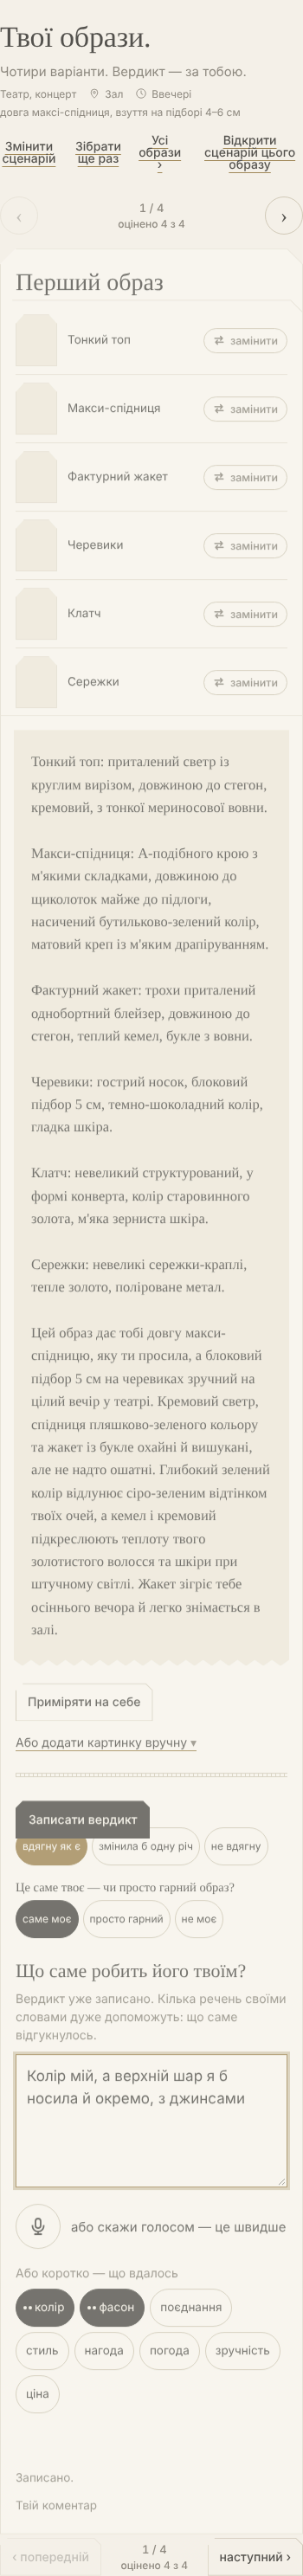 Твої образи.
Чотири варіанти. Вердикт — за тобою.
Театр, концерт Зал Ввечері
довга максі-спідниця, взуття на підборі 4–6 см
Змінити сценарій
Зібрати ще раз
Усі образи ›
Відкрити сценарій цього образу
‹
1 / 4
оцінено 4 з 4
›
Перший образ
Тонкий топ
⇄ замінити
Макси-спідниця
⇄ замінити
Фактурний жакет
⇄ замінити
Черевики
⇄ замінити
Клатч
⇄ замінити
Сережки
⇄ замінити
Тонкий топ: приталений светр із
круглим вирізом, довжиною до стегон,
кремовий, з тонкої мериносової вовни.
Макси-спідниця: А-подібного крою з
м'якими складками, довжиною до
щиколоток майже до підлоги,
насичений бутильково-зелений колір,
матовий креп із м'яким драпіруванням.
Фактурний жакет: трохи приталений
однобортний блейзер, довжиною до
стегон, теплий кемел, букле з вовни.
Черевики: гострий носок, блоковий
підбор 5 см, темно-шоколадний колір,
гладка шкіра.
Клатч: невеликий структурований, у
формі конверта, колір старовинного
золота, м'яка зерниста шкіра.
Сережки: невеликі сережки-краплі,
тепле золото, поліроване метал.
Цей образ дає тобі довгу макси-
спідницю, яку ти просила, а блоковий
підбор 5 см на черевиках зручний на
цілий вечір у театрі. Кремовий светр,
спідниця пляшково-зеленого кольору
та жакет із букле охайні й вишукані,
але не надто ошатні. Глибокий зелений
колір відлунює сіро-зеленим відтінком
твоїх очей, а кемел і кремовий
підкреслюють теплоту твого
золотистого волосся та шкіри при
штучному світлі. Жакет зігріє тебе
осіннього вечора й легко знімається в
залі.
Приміряти на себе
Або додати картинку вручну ▾
Записати вердикт
вдягну як є
змінила б одну річ
не вдягну
Це саме твоє — чи просто гарний образ?
саме моє
просто гарний
не моє
Що саме робить його твоїм?
Вердикт уже записано. Кілька речень своїми
словами дуже допоможуть: що саме
відгукнулось.
Колір мій, а верхній шар я б
носила й окремо, з джинсами
або скажи голосом — це швидше
Або коротко — що вдалось
колір
фасон
поєднання
стиль
нагода
погода
зручність
ціна
Записано.
Твій коментар
‹ попередній
1 / 4
оцінено 4 з 4
наступний ›